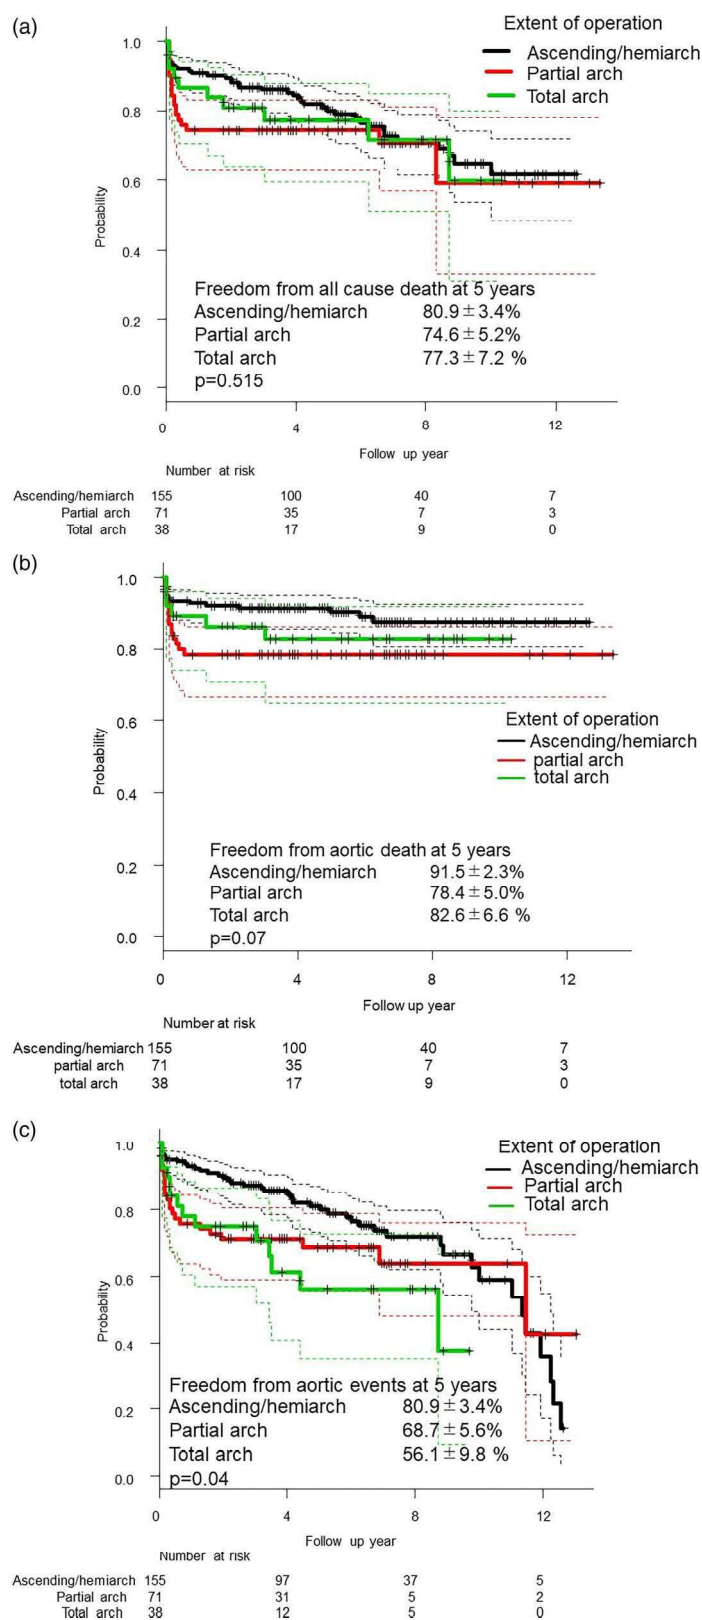 (a)
Extent of operation
Ascending/hemiarch
Partial arch
Total arch
1.0
0.8
0.6
0.4
0.2
0.0
Probability
Freedom from all cause death at 5 years
Ascending/hemiarch 80.9±3.4%
Partial arch 74.6±5.2%
Total arch 77.3±7.2 %
p=0.515
0 4 8 12
Follow up year
Number at risk
Ascending/hemiarch 155 100 40 7
Partial arch 71 35 7 3
Total arch 38 17 9 0
(b)
1.0
0.8
0.6
0.4
0.2
0.0
Probability
Extent of operation
Ascending/hemiarch
partial arch
total arch
Freedom from aortic death at 5 years
Ascending/hemiarch 91.5±2.3%
Partial arch 78.4±5.0%
Total arch 82.6±6.6 %
p=0.07
0 4 8 12
Follow up year
Number at risk
Ascending/hemiarch 155 100 40 7
partial arch 71 35 7 3
total arch 38 17 9 0
(c)
Extent of operation
Ascending/hemiarch
Partial arch
Total arch
1.0
0.8
0.6
0.4
0.2
0.0
Probability
Freedom from aortic events at 5 years
Ascending/hemiarch 80.9±3.4%
Partial arch 68.7±5.6%
Total arch 56.1±9.8 %
p=0.04
0 4 8 12
Follow up year
Number at risk
Ascending/hemiarch 155 97 37 5
Partial arch 71 31 5 2
Total arch 38 12 5 0